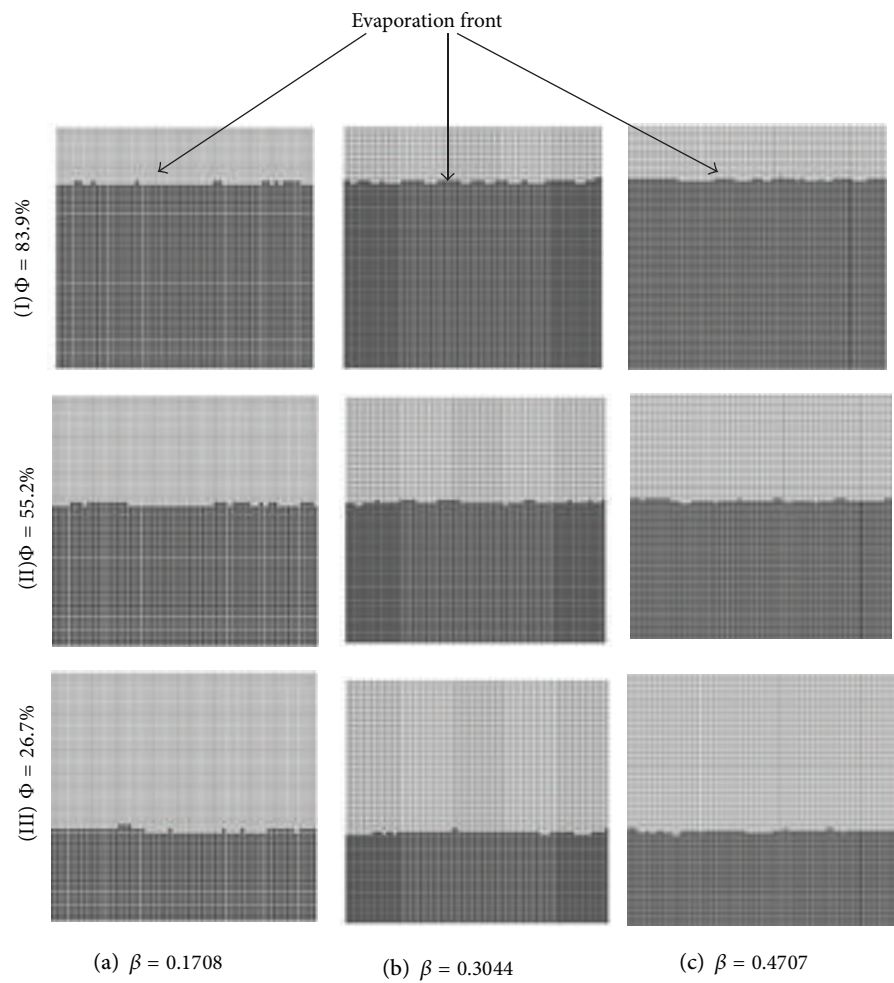 Evaporation front
(I) Φ = 83.9%
(II) Φ = 55.2%
(III) Φ = 26.7%
(a) β = 0.1708
(b) β = 0.3044
(c) β = 0.4707